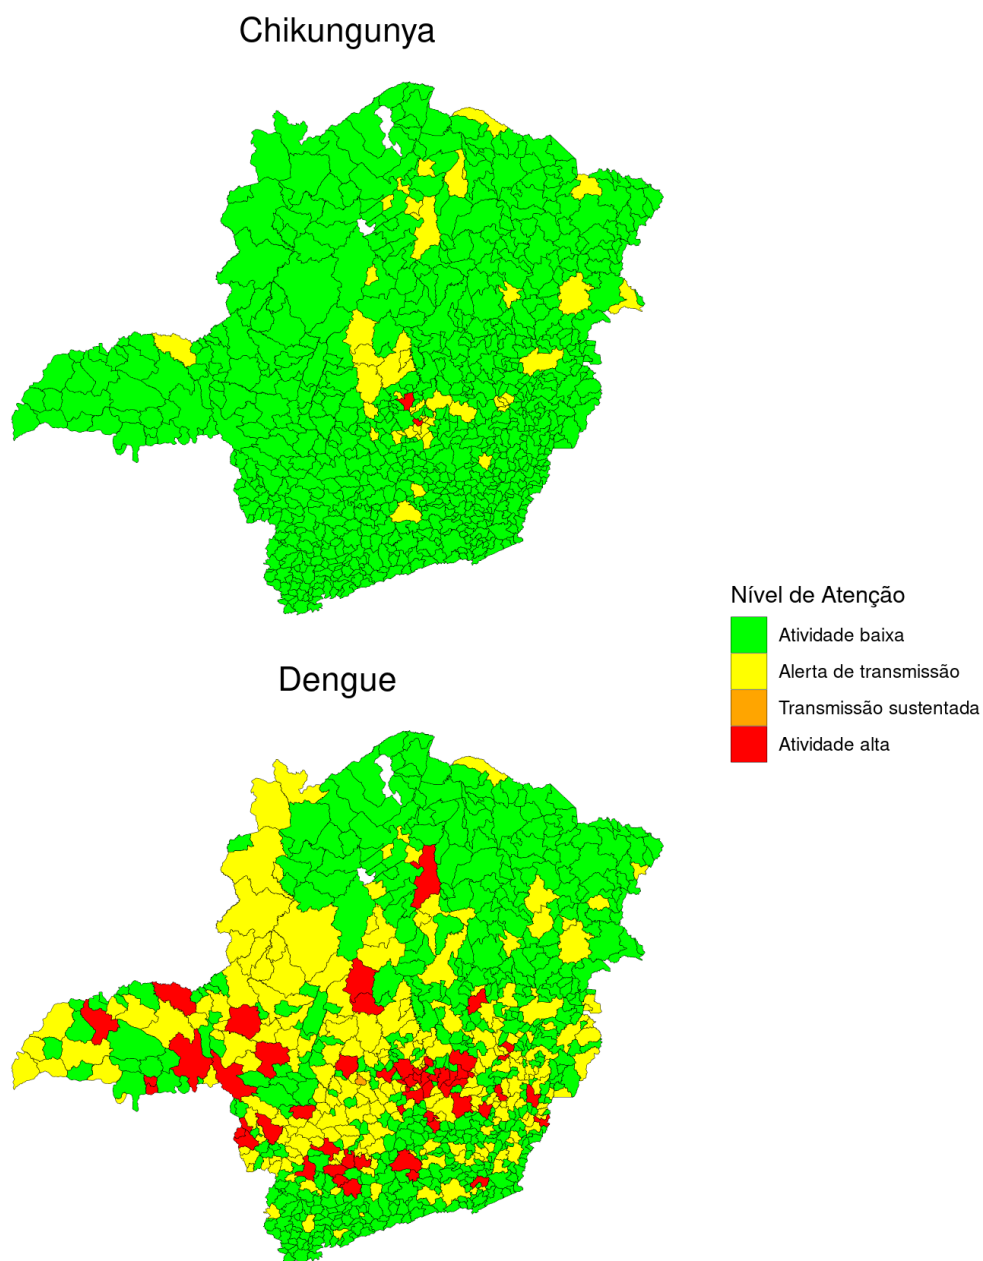 Chikungunya
Nível de Atenção
Atividade baixa
Alerta de transmissão
Transmissão sustentada
Atividade alta
Dengue